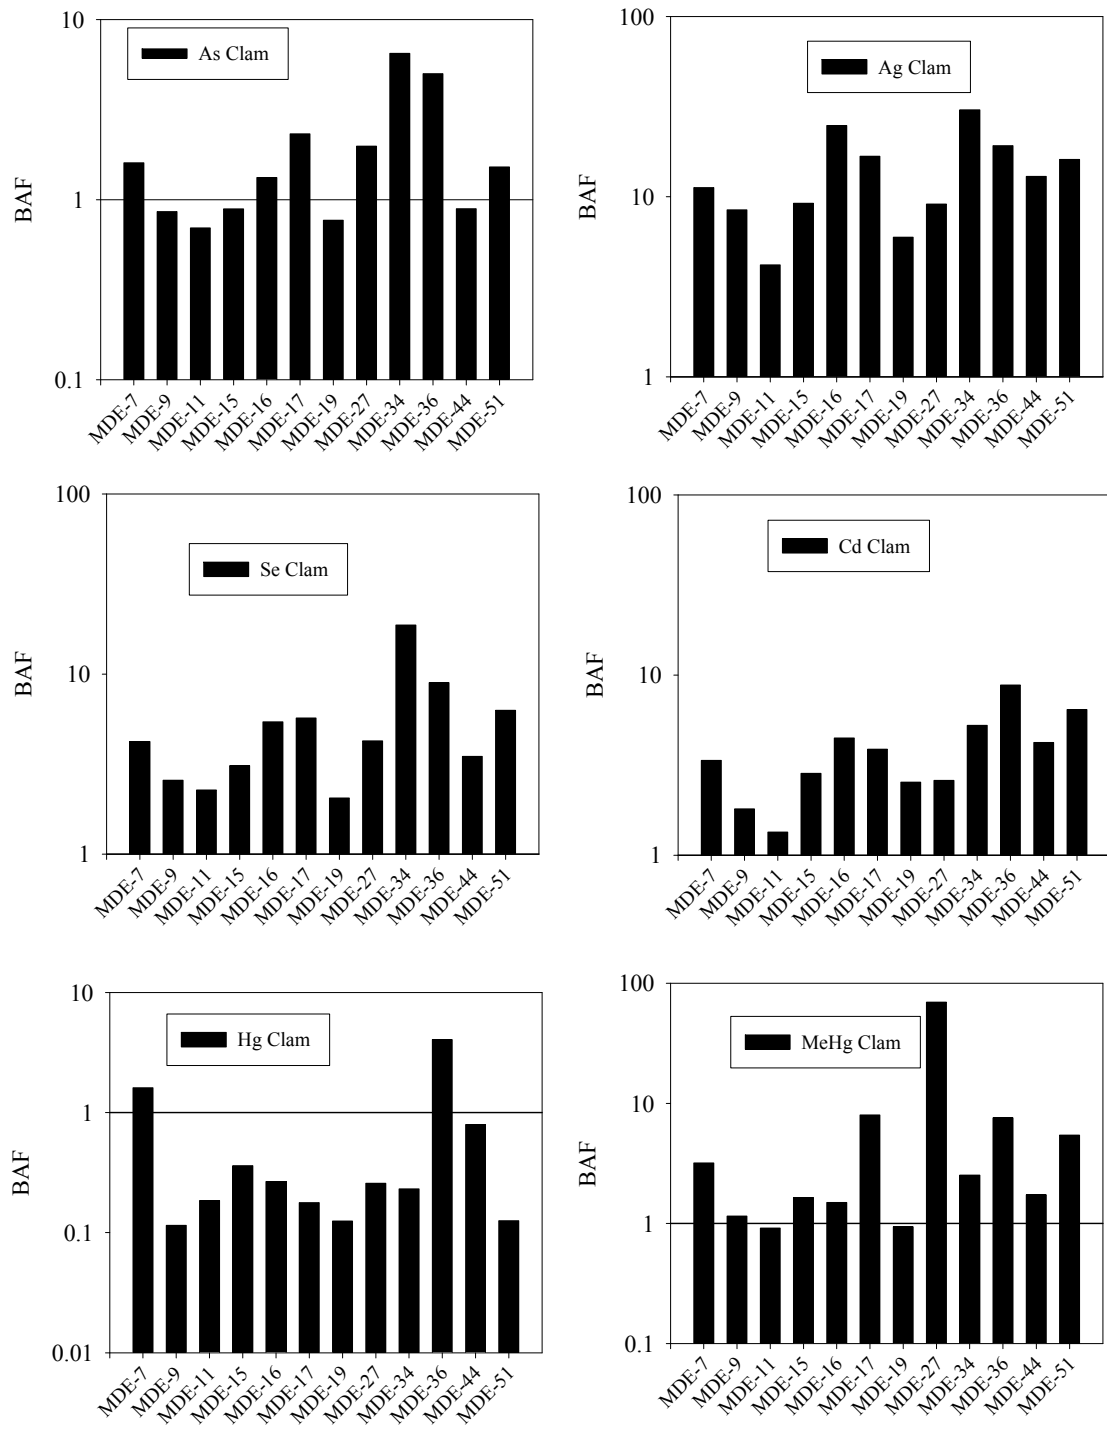 As Clam
BAF
10
1
0.1
MDE-7
MDE-9
MDE-11
MDE-15
MDE-16
MDE-17
MDE-19
MDE-27
MDE-34
MDE-36
MDE-44
MDE-51
Ag Clam
BAF
100
10
1
MDE-7
MDE-9
MDE-11
MDE-15
MDE-16
MDE-17
MDE-19
MDE-27
MDE-34
MDE-36
MDE-44
MDE-51
Se Clam
BAF
100
10
1
MDE-7
MDE-9
MDE-11
MDE-15
MDE-16
MDE-17
MDE-19
MDE-27
MDE-34
MDE-36
MDE-44
MDE-51
Cd Clam
BAF
100
10
1
MDE-7
MDE-9
MDE-11
MDE-15
MDE-16
MDE-17
MDE-19
MDE-27
MDE-34
MDE-36
MDE-44
MDE-51
Hg Clam
BAF
10
1
0.1
0.01
MDE-7
MDE-9
MDE-11
MDE-15
MDE-16
MDE-17
MDE-19
MDE-27
MDE-34
MDE-36
MDE-44
MDE-51
MeHg Clam
BAF
100
10
1
0.1
MDE-7
MDE-9
MDE-11
MDE-15
MDE-16
MDE-17
MDE-19
MDE-27
MDE-34
MDE-36
MDE-44
MDE-51